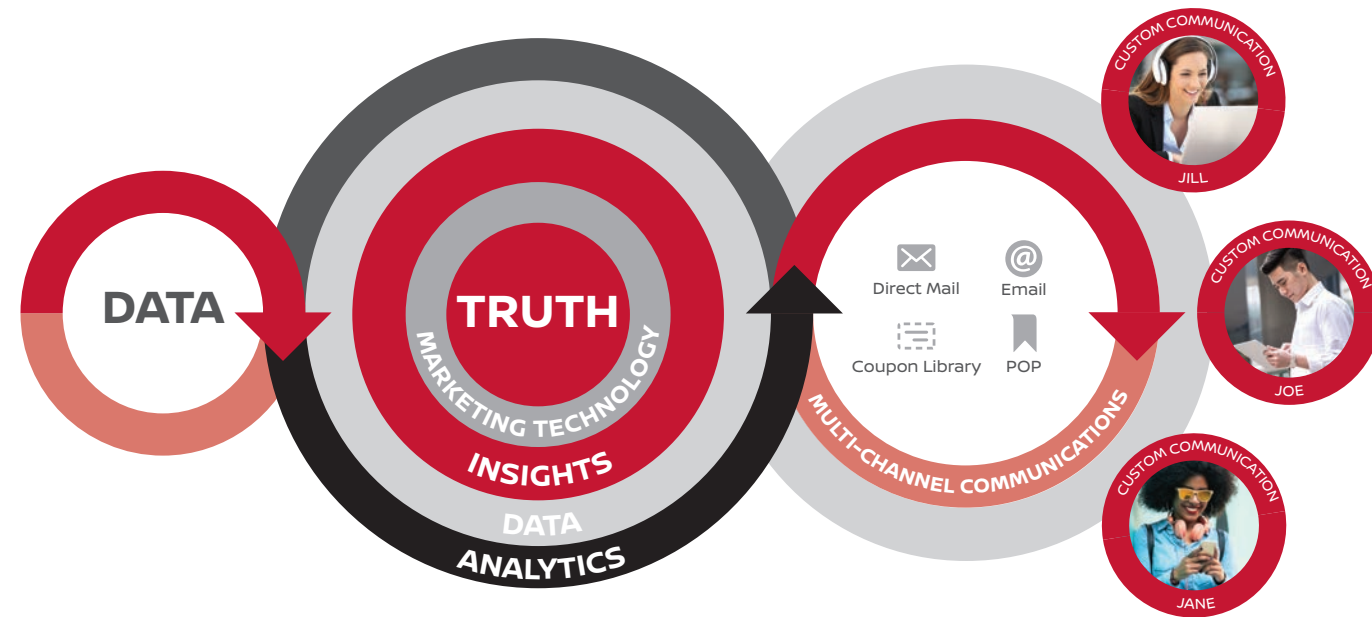 DATA
TRUTH
MARKETING TECHNOLOGY
INSIGHTS
DATA
ANALYTICS
Direct Mail
Email
@
Coupon Library
POP
MULTI-CHANNEL COMMUNICATIONS
CUSTOM COMMUNICATION
JILL
CUSTOM COMMUNICATION
JOE
CUSTOM COMMUNICATION
JANE